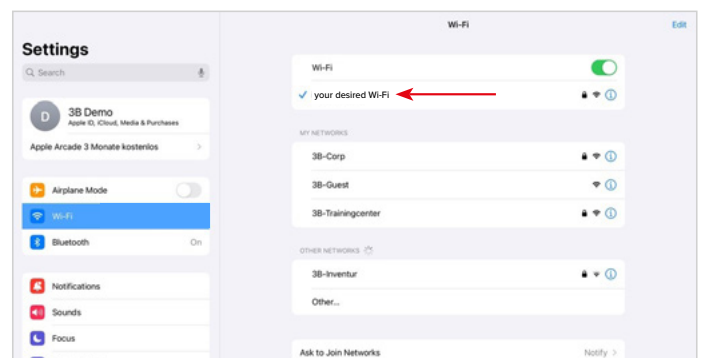 Wi-Fi
Edit
Settings
Search
D
3B Demo
Apple ID, iCloud, Media & Purchases
Apple Arcade 3 Monate kostenlos
Airplane Mode
Wi-Fi
Bluetooth
On
Notifications
Sounds
Focus
Wi-Fi
your desired Wi-Fi
MY NETWORKS
3B-Corp
3B-Guest
3B-Trainingcenter
OTHER NETWORKS
3B-Inventur
Other...
Ask to Join Networks
Notify